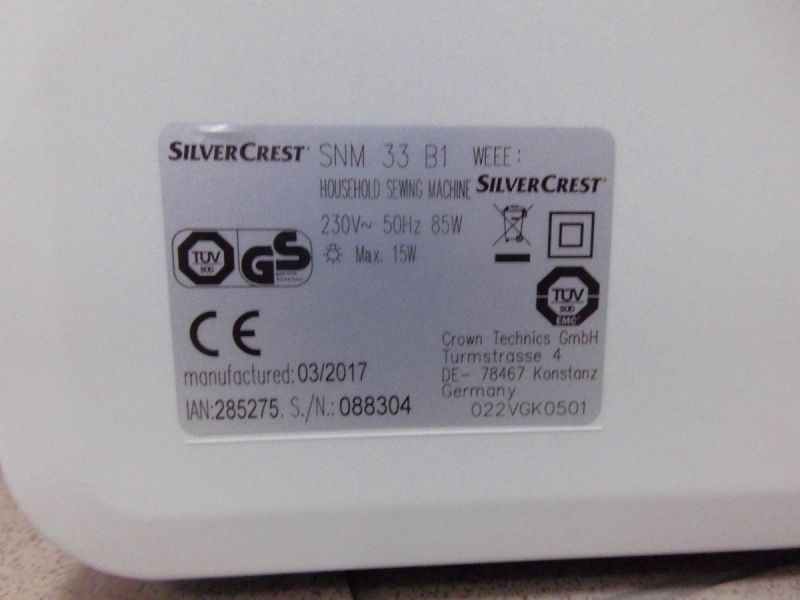 SILVERCREST® SNM 33 B1 WEEE:
HOUSEHOLD SEWING MACHINE SILVERCREST®
230V~ 50Hz 85W
Max. 15W
TÜV
SÜD
GS
TÜV
SÜD
EMC
CE
Crown Technics GmbH
Turmstrasse 4
manufactured: 03/2017
DE- 78467 Konstanz
Germany
IAN:285275. S./N.: 088304
022VGK0501